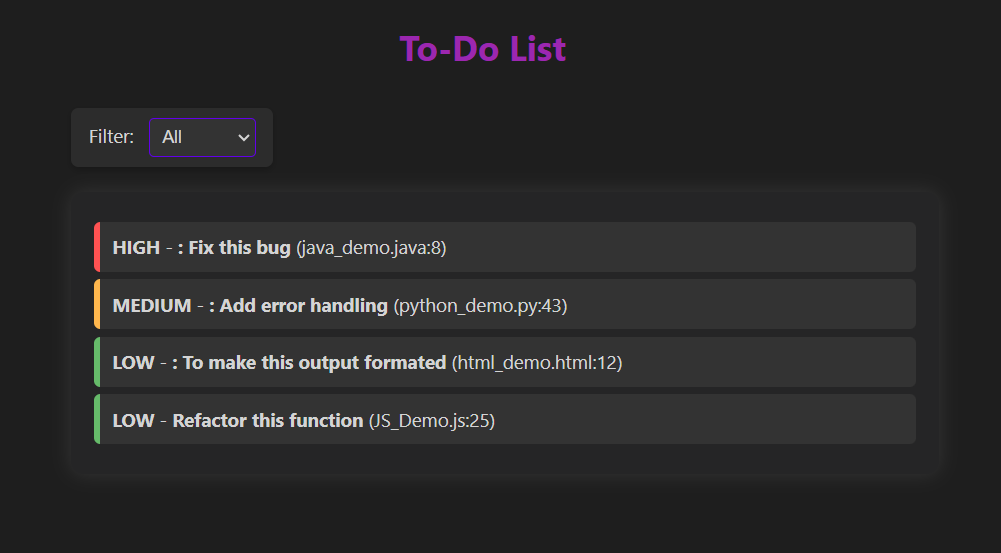 To-Do List
Filter: All
HIGH - : Fix this bug (java_demo.java:8)
MEDIUM - : Add error handling (python_demo.py:43)
LOW - : To make this output formated (html_demo.html:12)
LOW - Refactor this function (JS_Demo.js:25)